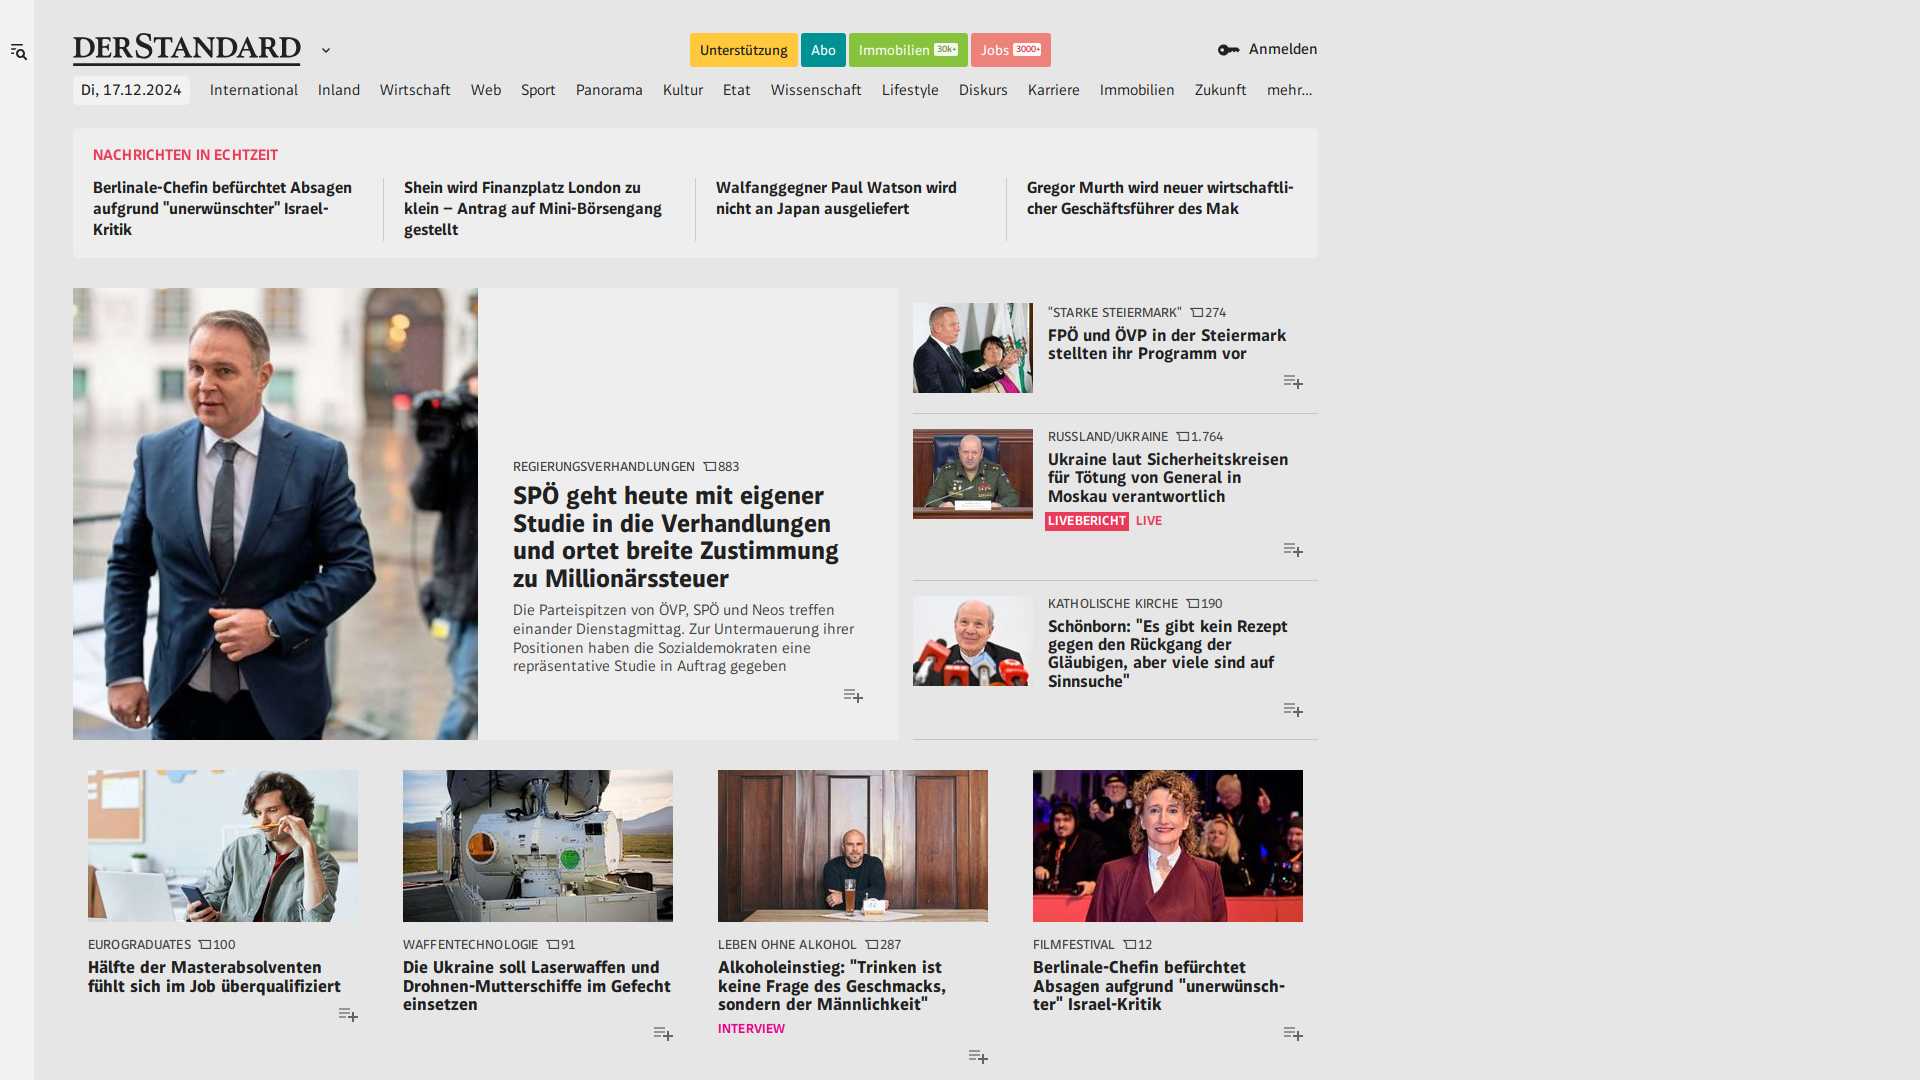 DERSTANDARD
Unterstützung
Abo
Immobilien 30k+
Jobs 3000+
Anmelden
Di, 17.12.2024
International
Inland
Wirtschaft
Web
Sport
Panorama
Kultur
Etat
Wissenschaft
Lifestyle
Diskurs
Karriere
Immobilien
Zukunft
mehr...
NACHRICHTEN IN ECHTZEIT
Berlinale-Chefin befürchtet Absagen
aufgrund "unerwünschter" Israel-
Kritik
Shein wird Finanzplatz London zu
klein – Antrag auf Mini-Börsengang
gestellt
Walfanggegner Paul Watson wird
nicht an Japan ausgeliefert
Gregor Murth wird neuer wirtschaftli-
cher Geschäftsführer des Mak
REGIERUNGSVERHANDLUNGEN 883
SPÖ geht heute mit eigener
Studie in die Verhandlungen
und ortet breite Zustimmung
zu Millionärssteuer
Die Parteispitzen von ÖVP, SPÖ und Neos treffen
einander Dienstagmittag. Zur Untermauerung ihrer
Positionen haben die Sozialdemokraten eine
repräsentative Studie in Auftrag gegeben
"STARKE STEIERMARK" 274
FPÖ und ÖVP in der Steiermark
stellten ihr Programm vor
RUSSLAND/UKRAINE 1.764
Ukraine laut Sicherheitskreisen
für Tötung von General in
Moskau verantwortlich
LIVEBERICHT LIVE
KATHOLISCHE KIRCHE 190
Schönborn: "Es gibt kein Rezept
gegen den Rückgang der
Gläubigen, aber viele sind auf
Sinnsuche"
EUROGRADUATES 100
Hälfte der Masterabsolventen
fühlt sich im Job überqualifiziert
WAFFENTECHNOLOGIE 91
Die Ukraine soll Laserwaffen und
Drohnen-Mutterschiffe im Gefecht
einsetzen
LEBEN OHNE ALKOHOL 287
Alkoholeinstieg: "Trinken ist
keine Frage des Geschmacks,
sondern der Männlichkeit"
INTERVIEW
FILMFESTIVAL 12
Berlinale-Chefin befürchtet
Absagen aufgrund "unerwünsch-
ter" Israel-Kritik